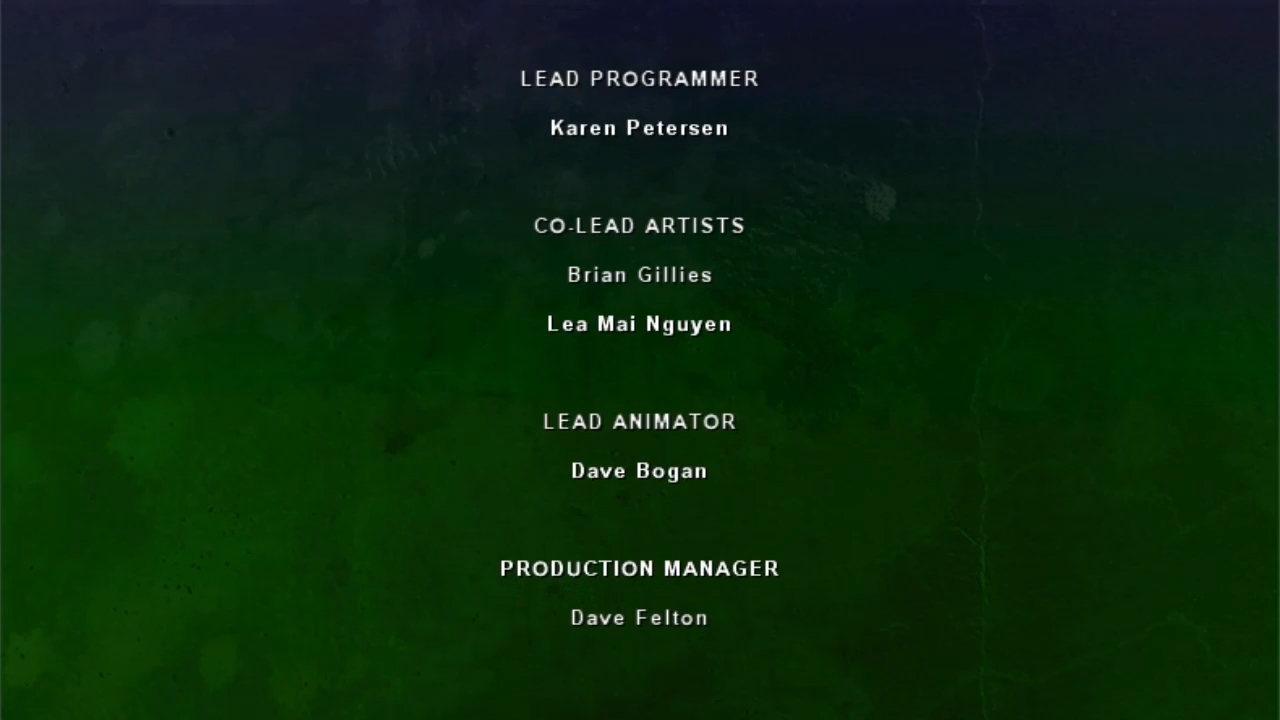 LEAD PROGRAMMER
Karen Petersen
CO-LEAD ARTISTS
Brian Gillies
Lea Mai Nguyen
LEAD ANIMATOR
Dave Bogan
PRODUCTION MANAGER
Dave Felton